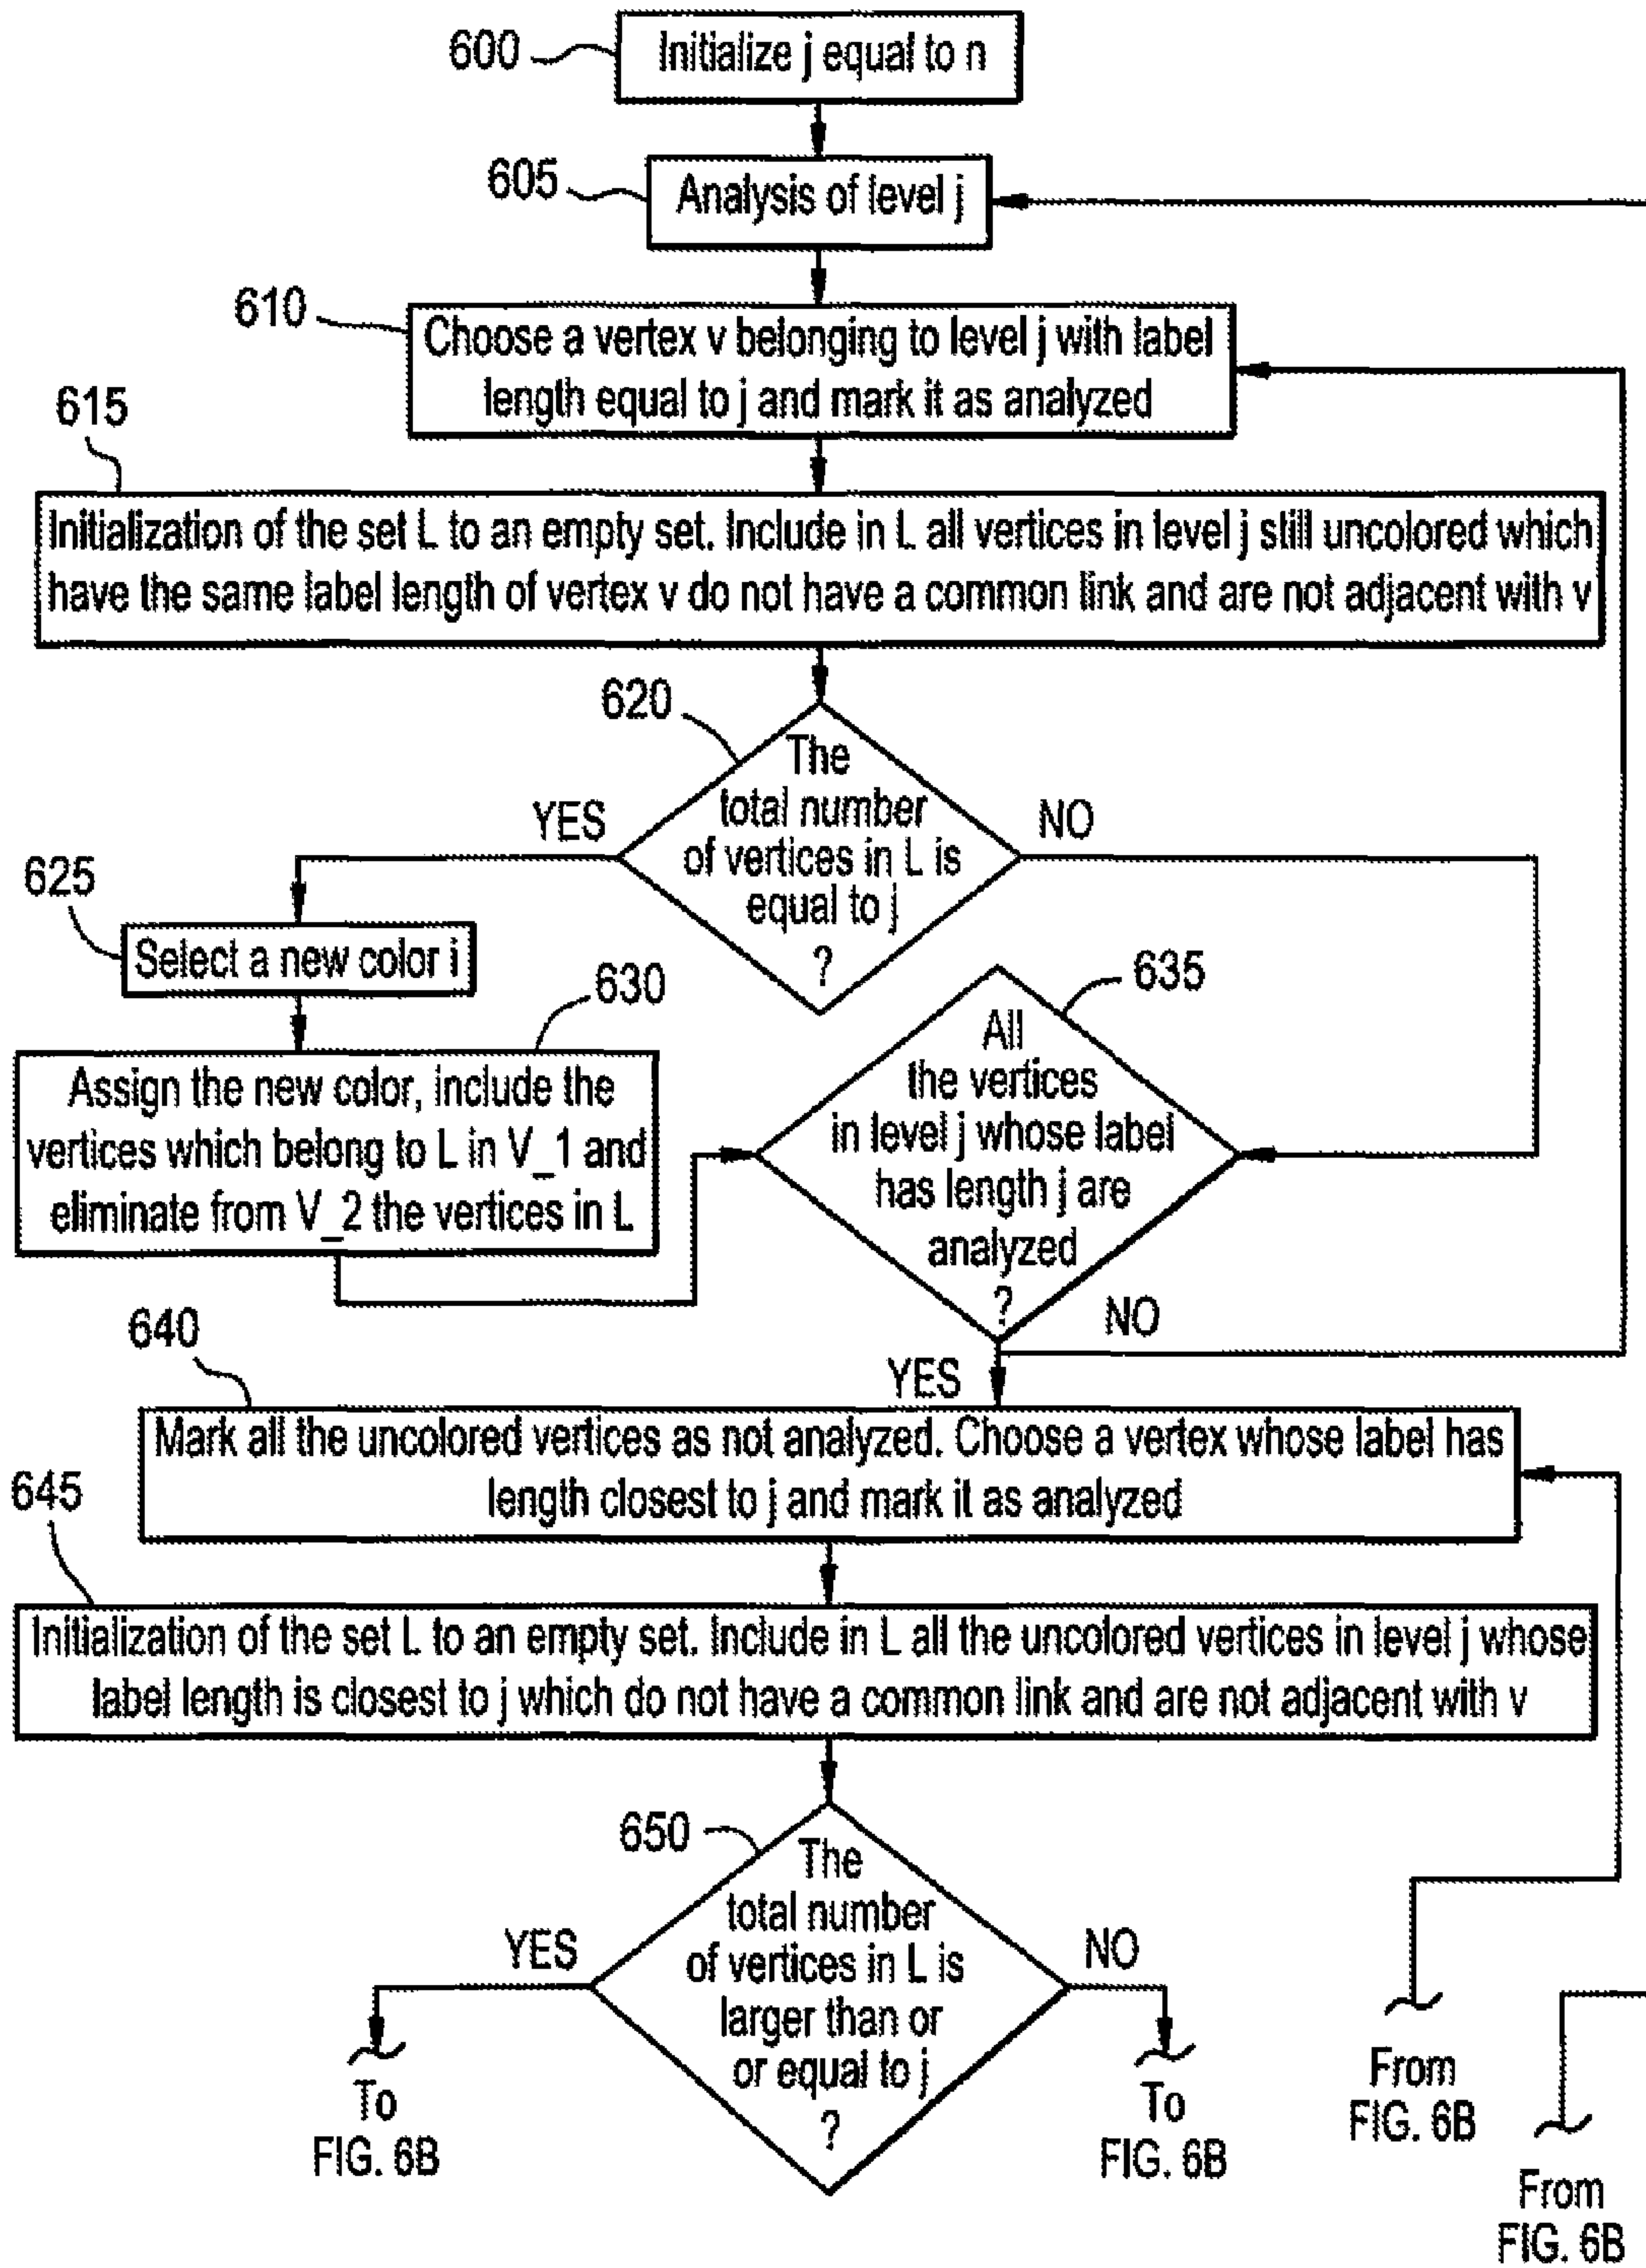 600
Initialize j equal to n
605
Analysis of level j
610
Choose a vertex v belonging to level j with label
length equal to j and mark it as analyzed
615
Initialization of the set L to an empty set. Include in L all vertices in level j still uncolored which
have the same label length of vertex v do not have a common link and are not adjacent with v
620
The
total number
of vertices in L is
equal to j
?
YES
NO
625
Select a new color i
630
Assign the new color, include the
vertices which belong to L in V_1 and
eliminate from V_2 the vertices in L
635
All
the vertices
in level j whose label
has length j are
analyzed
?
NO
YES
640
Mark all the uncolored vertices as not analyzed. Choose a vertex whose label has
length closest to j and mark it as analyzed
645
Initialization of the set L to an empty set. Include in L all the uncolored vertices in level j whose
label length is closest to j which do not have a common link and are not adjacent with v
650
The
total number
of vertices in L is
larger than or
or equal to j
?
YES
NO
To
FIG. 6B
To
FIG. 6B
From
FIG. 6B
From
FIG. 6B